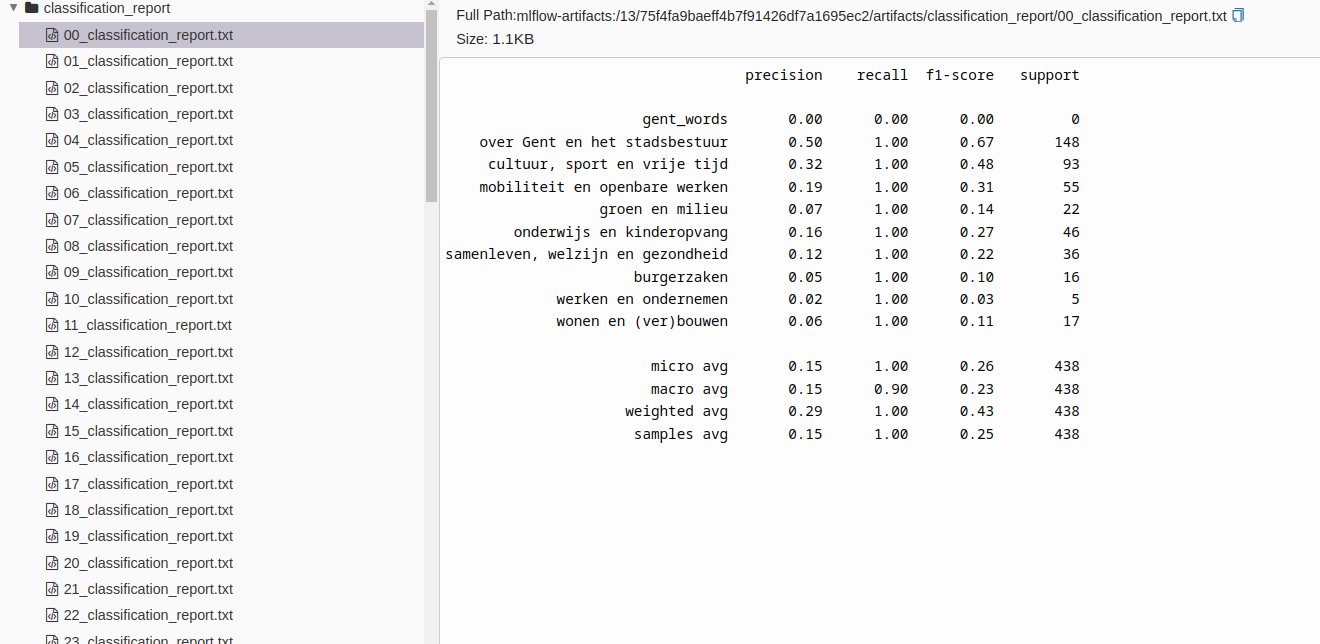 classification_report
00_classification_report.txt
01_classification_report.txt
02_classification_report.txt
03_classification_report.txt
04_classification_report.txt
05_classification_report.txt
06_classification_report.txt
07_classification_report.txt
08_classification_report.txt
09_classification_report.txt
10_classification_report.txt
11_classification_report.txt
12_classification_report.txt
13_classification_report.txt
14_classification_report.txt
15_classification_report.txt
16_classification_report.txt
17_classification_report.txt
18_classification_report.txt
19_classification_report.txt
20_classification_report.txt
21_classification_report.txt
22_classification_report.txt
23_classification_report.txt
Full Path:mlflow-artifacts:/13/75f4fa9baeff4b7f91426df7a1695ec2/artifacts/classification_report/00_classification_report.txt
Size: 1.1KB
precision recall f1-score support
gent_words 0.00 0.00 0.00 0
over Gent en het stadsbestuur 0.50 1.00 0.67 148
cultuur, sport en vrije tijd 0.32 1.00 0.48 93
mobiliteit en openbare werken 0.19 1.00 0.31 55
groen en milieu 0.07 1.00 0.14 22
onderwijs en kinderopvang 0.16 1.00 0.27 46
samenleven, welzijn en gezondheid 0.12 1.00 0.22 36
burgerzaken 0.05 1.00 0.10 16
werken en ondernemen 0.02 1.00 0.03 5
wonen en (ver)bouwen 0.06 1.00 0.11 17
micro avg 0.15 1.00 0.26 438
macro avg 0.15 0.90 0.23 438
weighted avg 0.29 1.00 0.43 438
samples avg 0.15 1.00 0.25 438